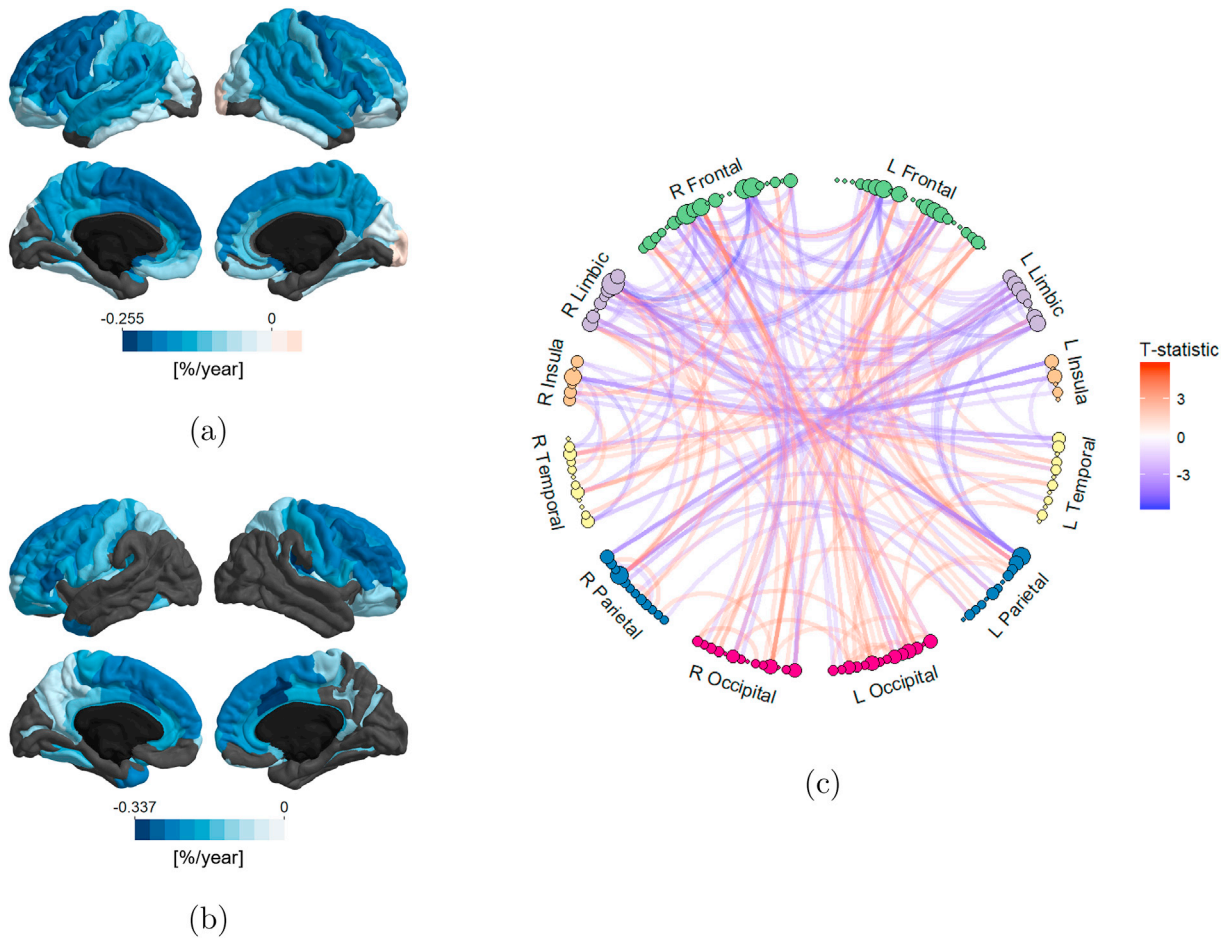 -0.255 0
[%/year]
(a)
-0.337 0
[%/year]
(b)
R Frontal
L Frontal
R Limbic
L Limbic
R Insula
L Insula
R Temporal
L Temporal
R Parietal
L Parietal
R Occipital
L Occipital
T-statistic
3
0
-3
(c)